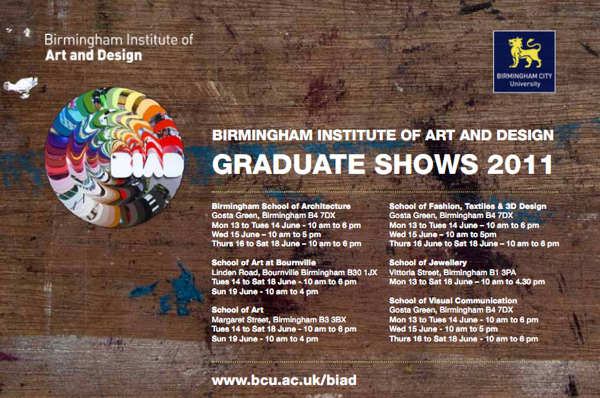 Birmingham Institute of
Art and Design
BIRMINGHAM CITY
University
BIAD
BIRMINGHAM INSTITUTE OF ART AND DESIGN
GRADUATE SHOWS 2011
Birmingham School of Architecture
Gosta Green, Birmingham B4 7DX
Mon 13 to Tues 14 June - 10 am to 6 pm
Wed 15 June – 10 am to 5 pm
Thurs 16 to Sat 18 June – 10 am to 6 pm
School of Art at Bournville
Linden Road, Bournville Birmingham B30 1JX
Tues 14 to Sat 18 June - 10 am to 6 pm
Sun 19 June - 10 am to 4 pm
School of Art
Margaret Street, Birmingham B3 3BX
Tues 14 to Sat 18 June - 10 am to 6 pm
Sun 19 June - 10 am to 4 pm
School of Fashion, Textiles & 3D Design
Gosta Green, Birmingham B4 7DX
Mon 13 to Tues 14 June – 10 am to 6 pm
Wed 15 June – 10 am to 5pm
Thurs 16 June to Sat 18 June – 10 am to 6 pm
School of Jewellery
Vittoria Street, Birmingham B1 3PA
Mon 13 to Sat 18 June - 10 am to 4.30 pm
School of Visual Communication
Gosta Green, Birmingham B4 7DX
Mon 13 to Tues 14 June - 10 am to 6 pm
Wed 15 June - 10 am to 5 pm
Thurs 16 to Sat 18 June - 10 am to 6 pm
www.bcu.ac.uk/biad